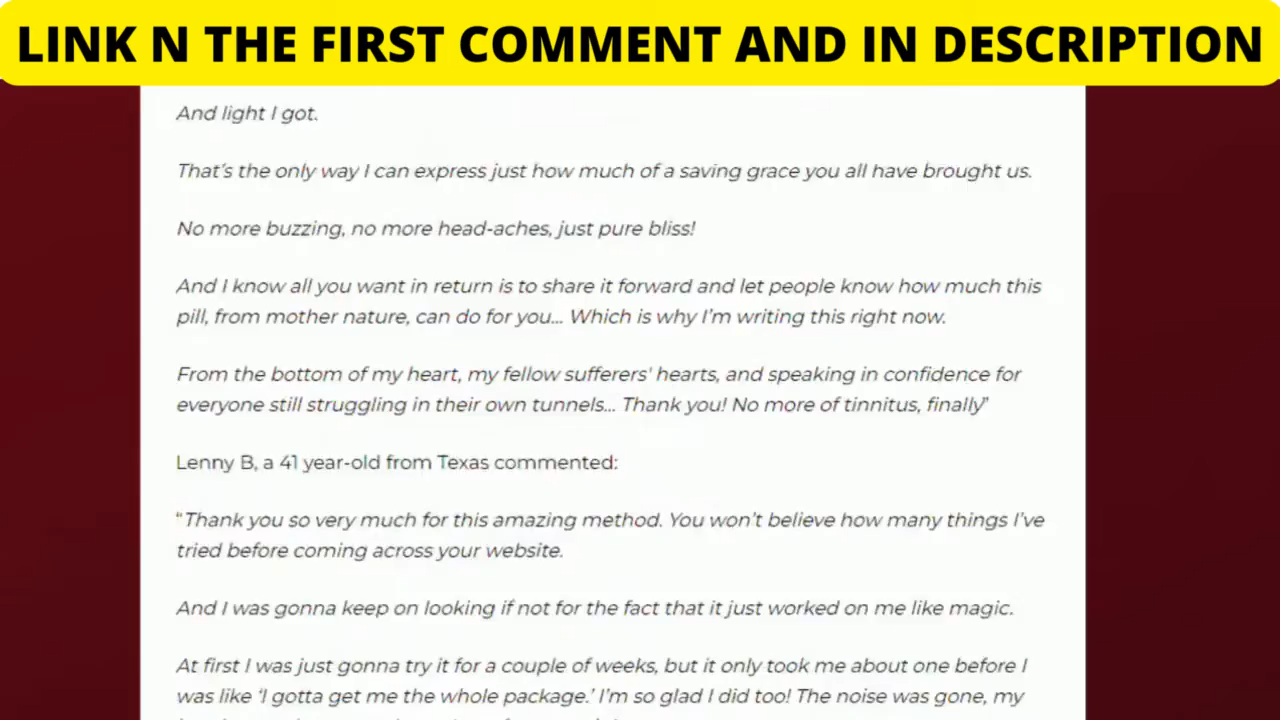 LINK N THE FIRST COMMENT AND IN DESCRIPTION
And light I got.
That's the only way I can express just how much of a saving grace you all have brought us.
No more buzzing, no more head-aches, just pure bliss!
And I know all you want in return is to share it forward and let people know how much this
pill, from mother nature, can do for you... Which is why I'm writing this right now.
From the bottom of my heart, my fellow sufferers' hearts, and speaking in confidence for
everyone still struggling in their own tunnels... Thank you! No more of tinnitus, finally”
Lenny B, a 41 year-old from Texas commented:
“Thank you so very much for this amazing method. You won't believe how many things I've
tried before coming across your website.
And I was gonna keep on looking if not for the fact that it just worked on me like magic.
At first I was just gonna try it for a couple of weeks, but it only took me about one before I
was like 'I gotta get me the whole package.' I'm so glad I did too! The noise was gone, my